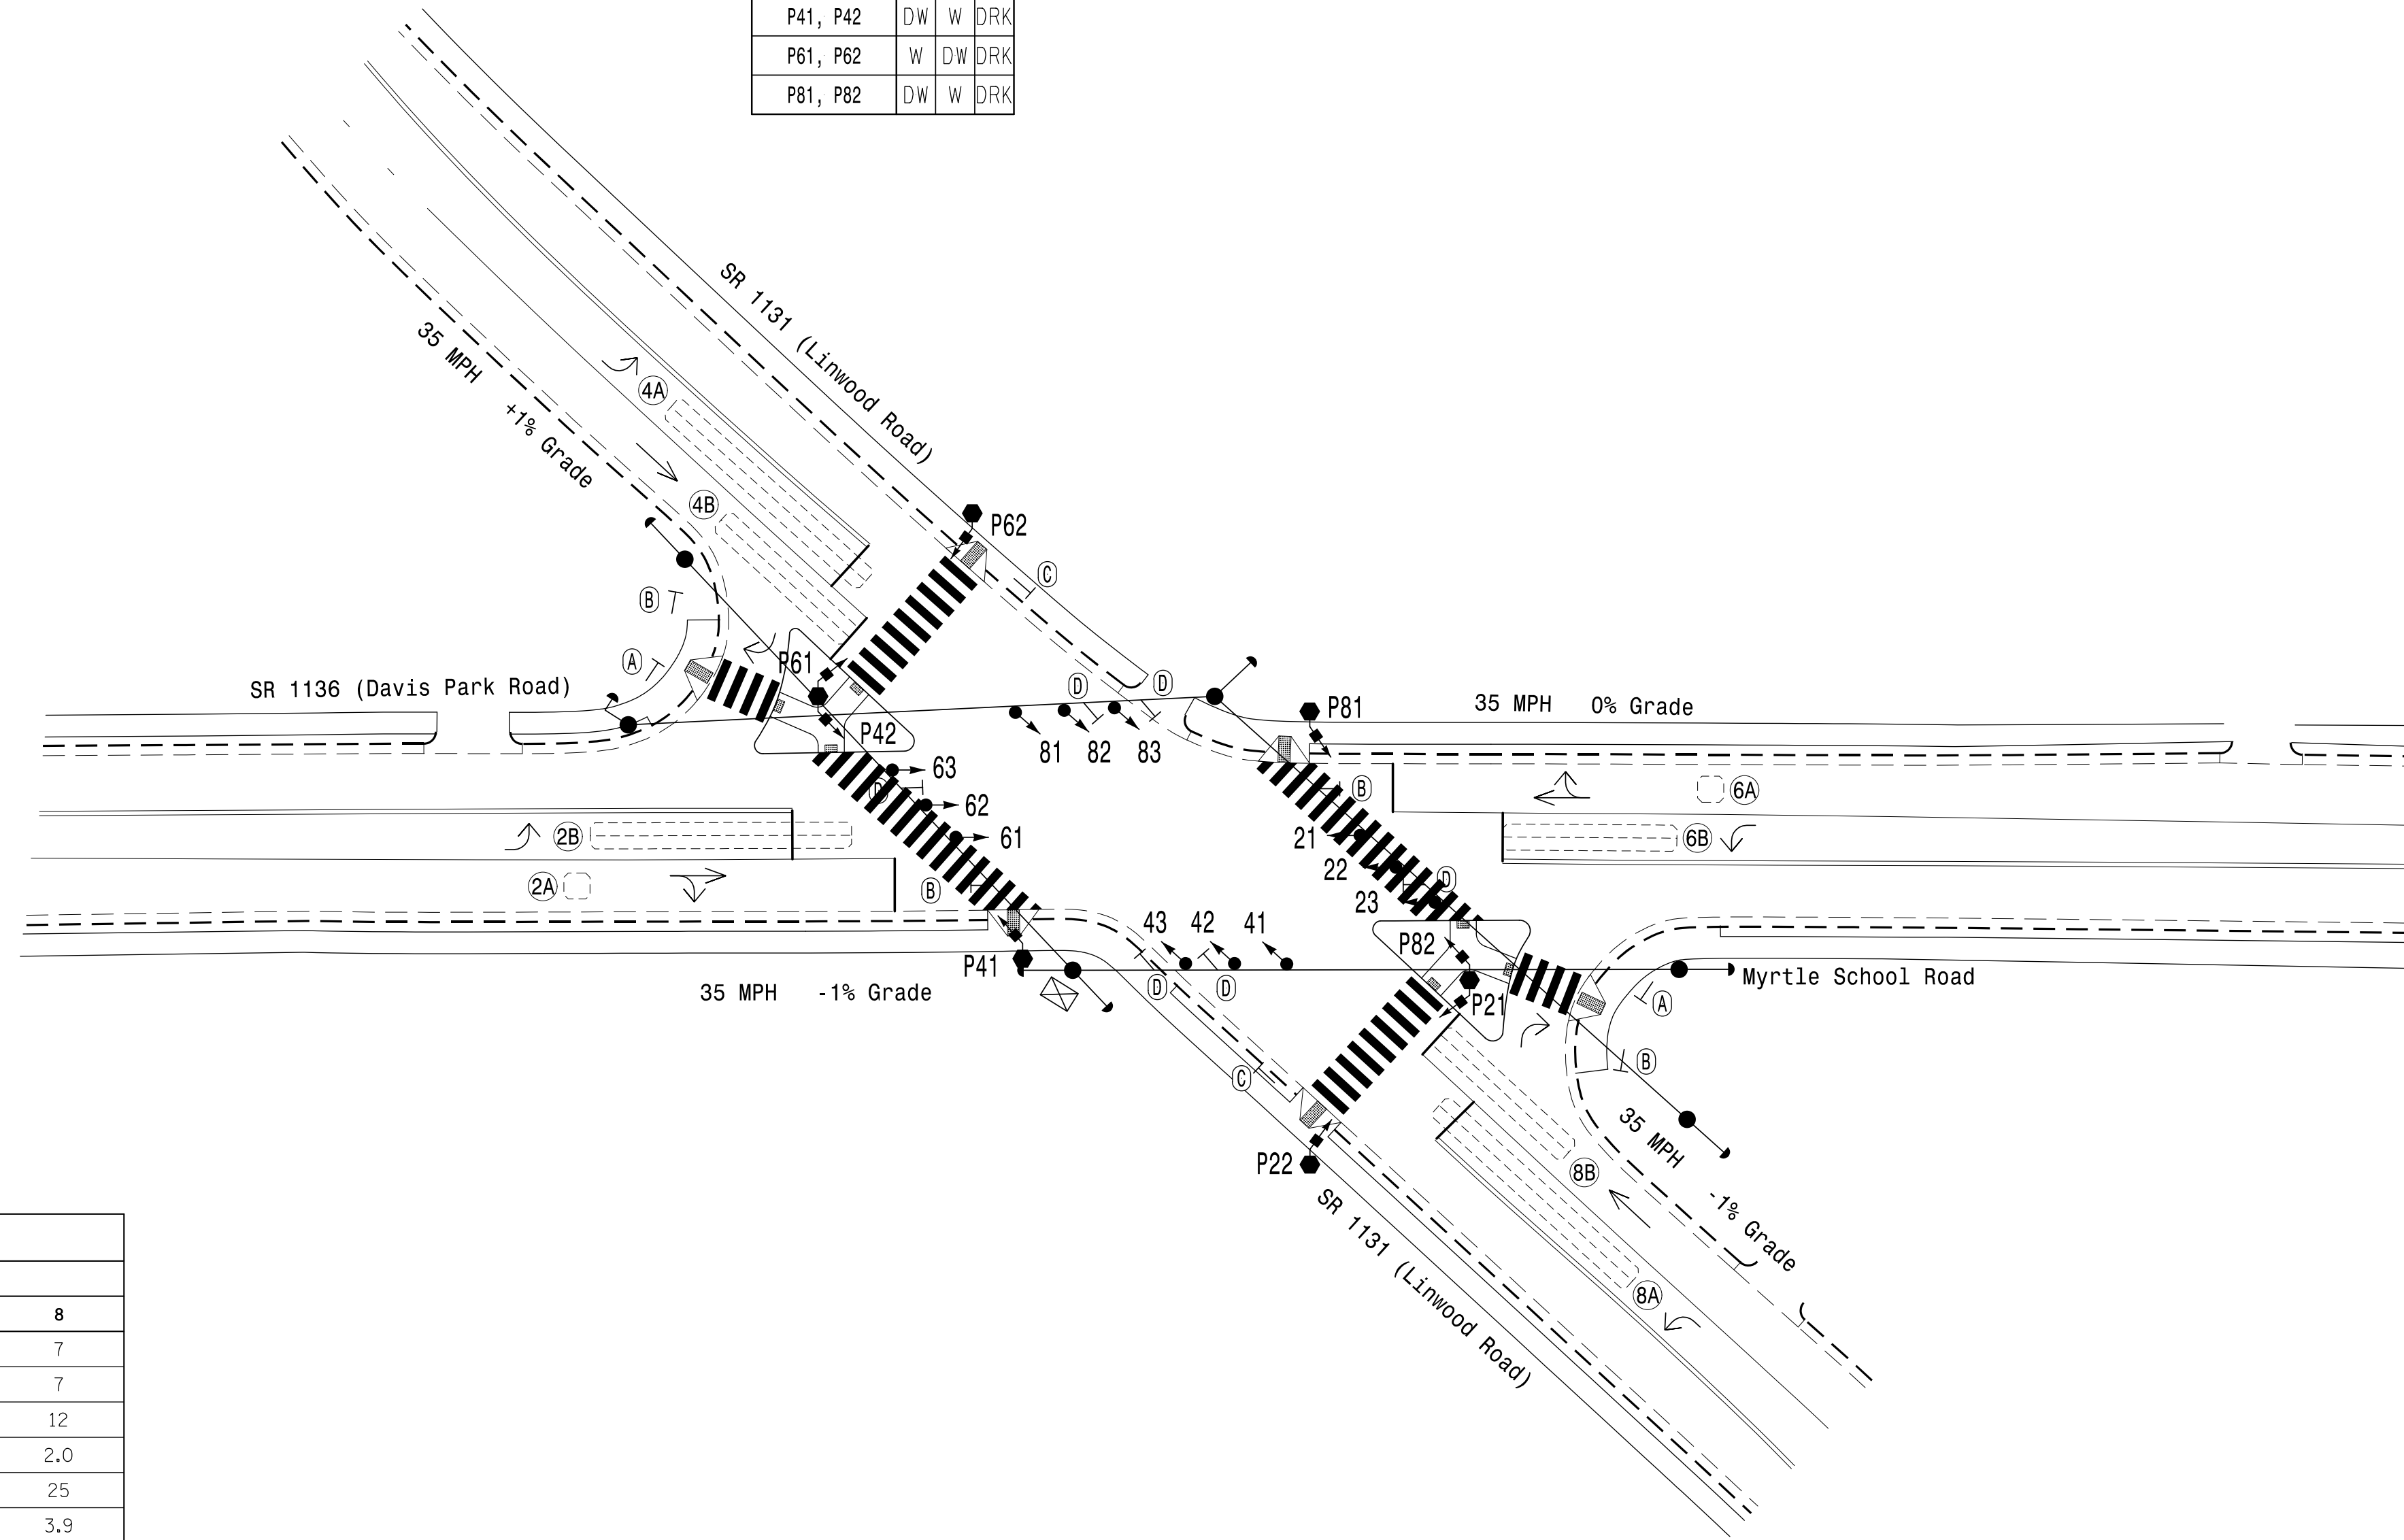 P41, P42 DW W DRK
P61, P62 W DW DRK
P81, P82 DW W DRK
SR 1131 (Linwood Road)
35 MPH +1% Grade
4A
4B
P62
C
B
A
P61
SR 1136 (Davis Park Road)
P42
D
D
81 82 83
P81
35 MPH 0% Grade
63
D
62
61
B
6A
21
6B
22
D
23
2B
2A
B
43 42 41
P41
P82
D
D
P21
Myrtle School Road
A
35 MPH -1% Grade
C
B
P22
35 MPH -1% Grade
8B
8A
SR 1131 (Linwood Road)
8
7
7
12
2.0
25
3.9